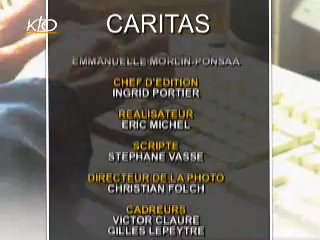 KTO
CARITAS
EMMANUELLE MORLIN-PONSAA
CHEF D'EDITION
INGRID PORTIER
REALISATEUR
ERIC MICHEL
SCRIPTE
STEPHANE VASSE
DIRECTEUR DE LA PHOTO
CHRISTIAN FOLCH
CADREURS
VICTOR CLAURE
GILLES LEPEYTRE